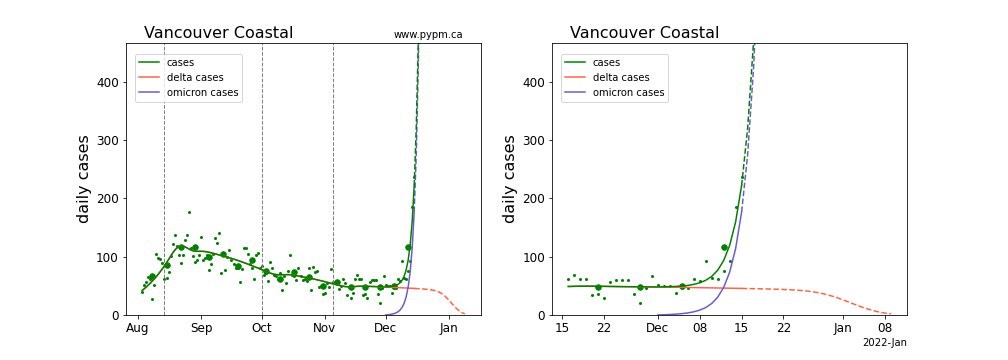 Vancouver Coastal
www.pypm.ca
cases
delta cases
omicron cases
daily cases
400
300
200
100
0
Aug Sep Oct Nov Dec Jan
Vancouver Coastal
cases
delta cases
omicron cases
daily cases
400
300
200
100
0
15 22 Dec 08 15 22 Jan 08
2022-Jan